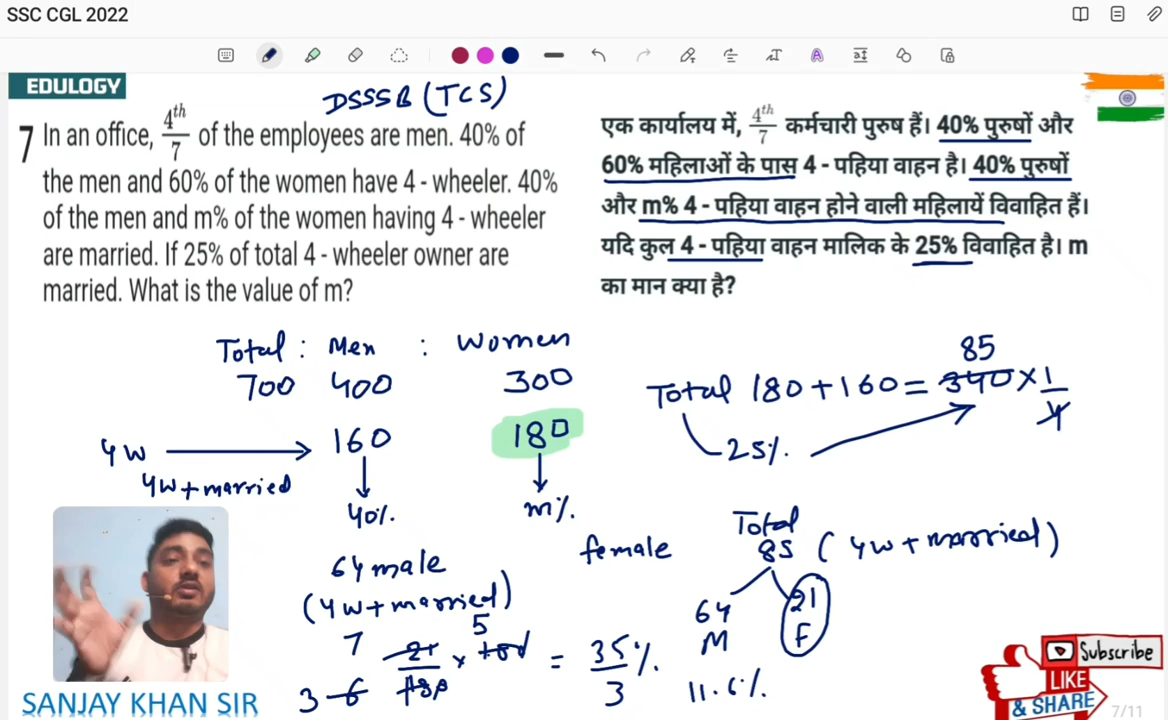 SSC CGL 2022
EDULOGY
DSSSB (TCS)
7 In an office, 4th/7 of the employees are men. 40% of
the men and 60% of the women have 4 - wheeler. 40%
of the men and m% of the women having 4 - wheeler
are married. If 25% of total 4 - wheeler owner are
married. What is the value of m?
एक कार्यालय में, 4th/7 कर्मचारी पुरुष हैं। 40% पुरुषों और
60% महिलाओं के पास 4 - पहिया वाहन है। 40% पुरुषों
और m% 4 - पहिया वाहन होने वाली महिलायें विवाहित हैं।
यदि कुल 4 - पहिया वाहन मालिक के 25% विवाहित है। m
का मान क्या है?
Total : Men : Women
700 400 300
4W 160 180
4W+married
40% m%
64 male
(4W+married)
7 5
21/180 × 100 = 35/3 %
3 6
11.6%
85
Total 180+160 = 340 × 1/4
25%
female
Total
85 (4W+married)
64 21
M F
SANJAY KHAN SIR
Subscribe
LIKE
& SHARE
7/11